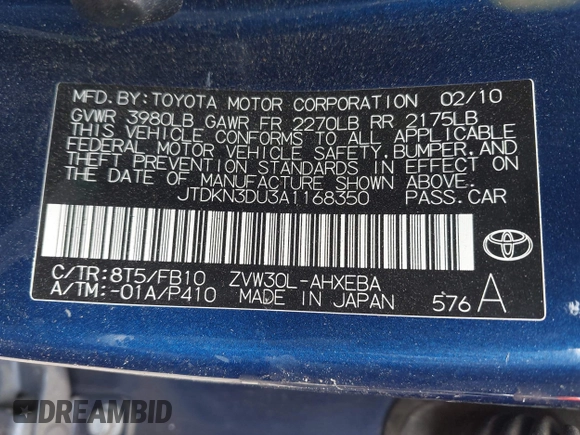 MFD. BY: TOYOTA MOTOR CORPORATION 02/10
GVWR 3980LB GAWR FR 2270LB RR 2175LB
THIS VEHICLE CONFORMS TO ALL APPLICABLE
FEDERAL MOTOR VEHICLE SAFETY, BUMPER, AND
THEFT PREVENTION STANDARDS IN EFFECT ON
THE DATE OF MANUFACTURE SHOWN ABOVE.
JTDKN3DU3A1168350 PASS. CAR
C/TR: 8T5/FB10 ZVW30L-AHXEBA
A/TM: -01A/P410 MADE IN JAPAN 576 A
DREAMBID